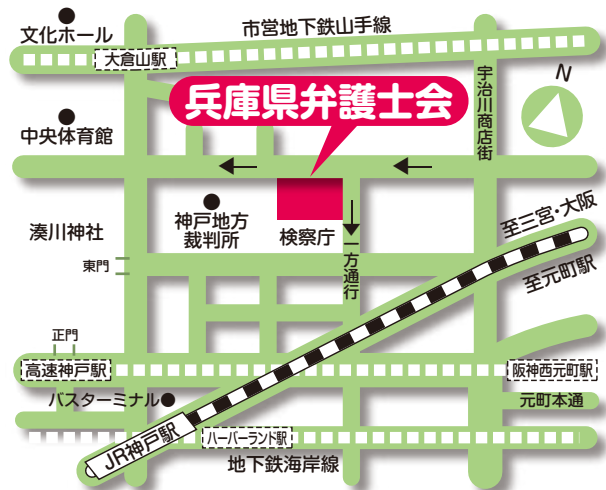 文化ホール
市営地下鉄山手線
大倉山駅
兵庫県弁護士会
宇治川商店街
N
中央体育館
神戸地方
裁判所
検察庁
一方通行
湊川神社
東門
至三宮・大阪
至元町駅
正門
高速神戸駅
阪神西元町駅
バスターミナル
元町本通
JR神戸駅
ハーバーランド駅
地下鉄海岸線